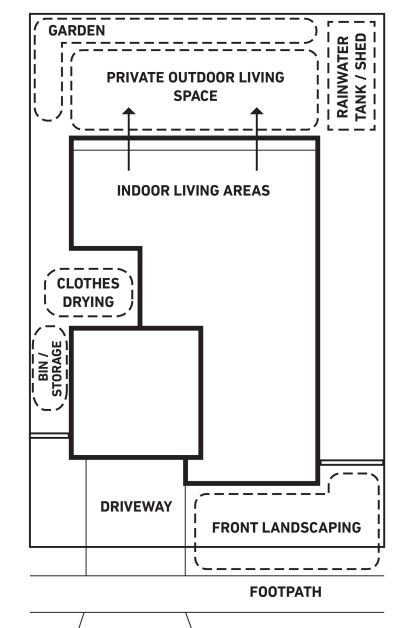 GARDEN
PRIVATE OUTDOOR LIVING
SPACE
RAINWATER
TANK / SHED
INDOOR LIVING AREAS
CLOTHES
DRYING
BIN /
STORAGE
DRIVEWAY
FRONT LANDSCAPING
FOOTPATH